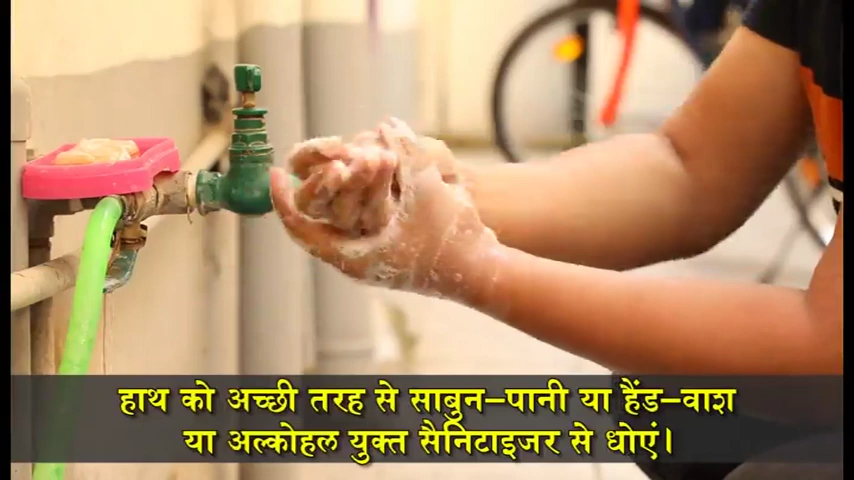 हाथ को अच्छी तरह से साबुन-पानी या हैंड-वाश
या अल्कोहल युक्त सैनिटाइजर से धोएं।